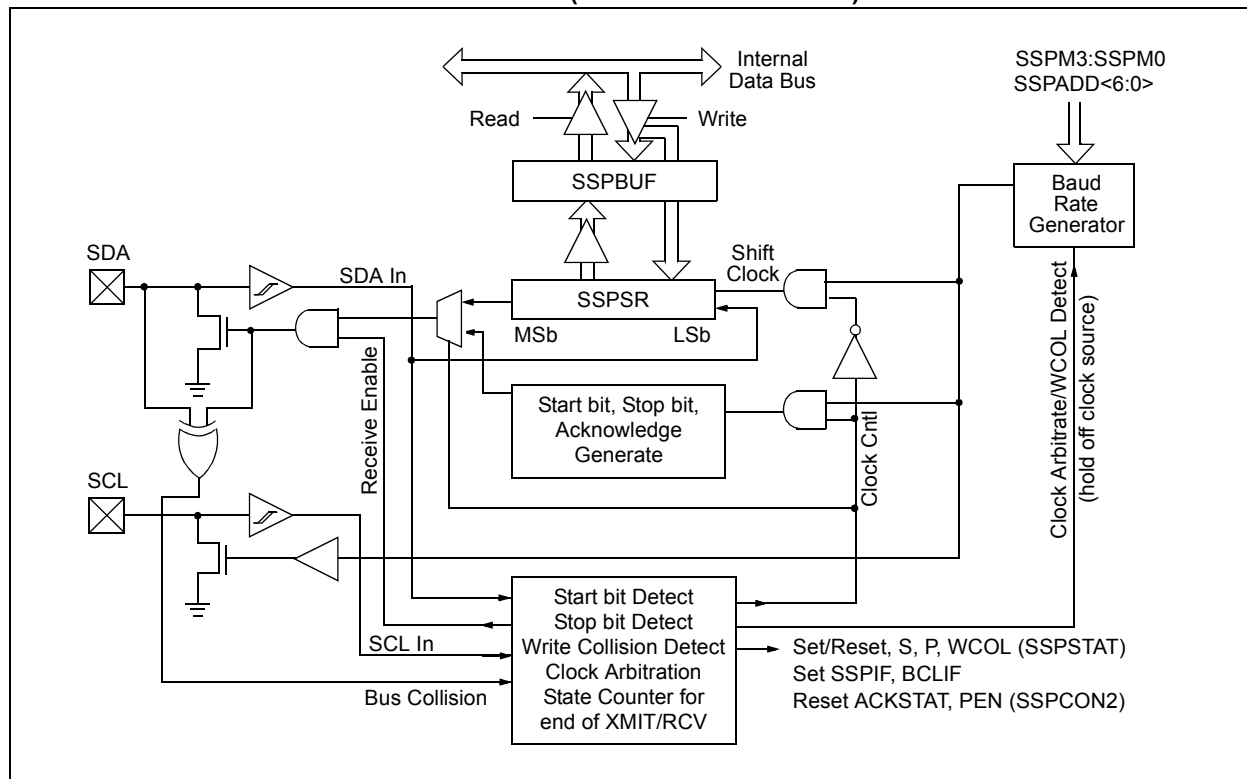 Internal
Data Bus
SSPM3:SSPM0
SSPADD<6:0>
Read
Write
SSPBUF
Baud
Rate
Generator
SDA
SDA In
Shift
Clock
SSPSR
MSb
LSb
Receive Enable
Start bit, Stop bit,
Acknowledge
Generate
Clock Cntl
Clock Arbitrate/WCOL Detect
(hold off clock source)
SCL
SCL In
Bus Collision
Start bit Detect
Stop bit Detect
Write Collision Detect
Clock Arbitration
State Counter for
end of XMIT/RCV
Set/Reset, S, P, WCOL (SSPSTAT)
Set SSPIF, BCLIF
Reset ACKSTAT, PEN (SSPCON2)